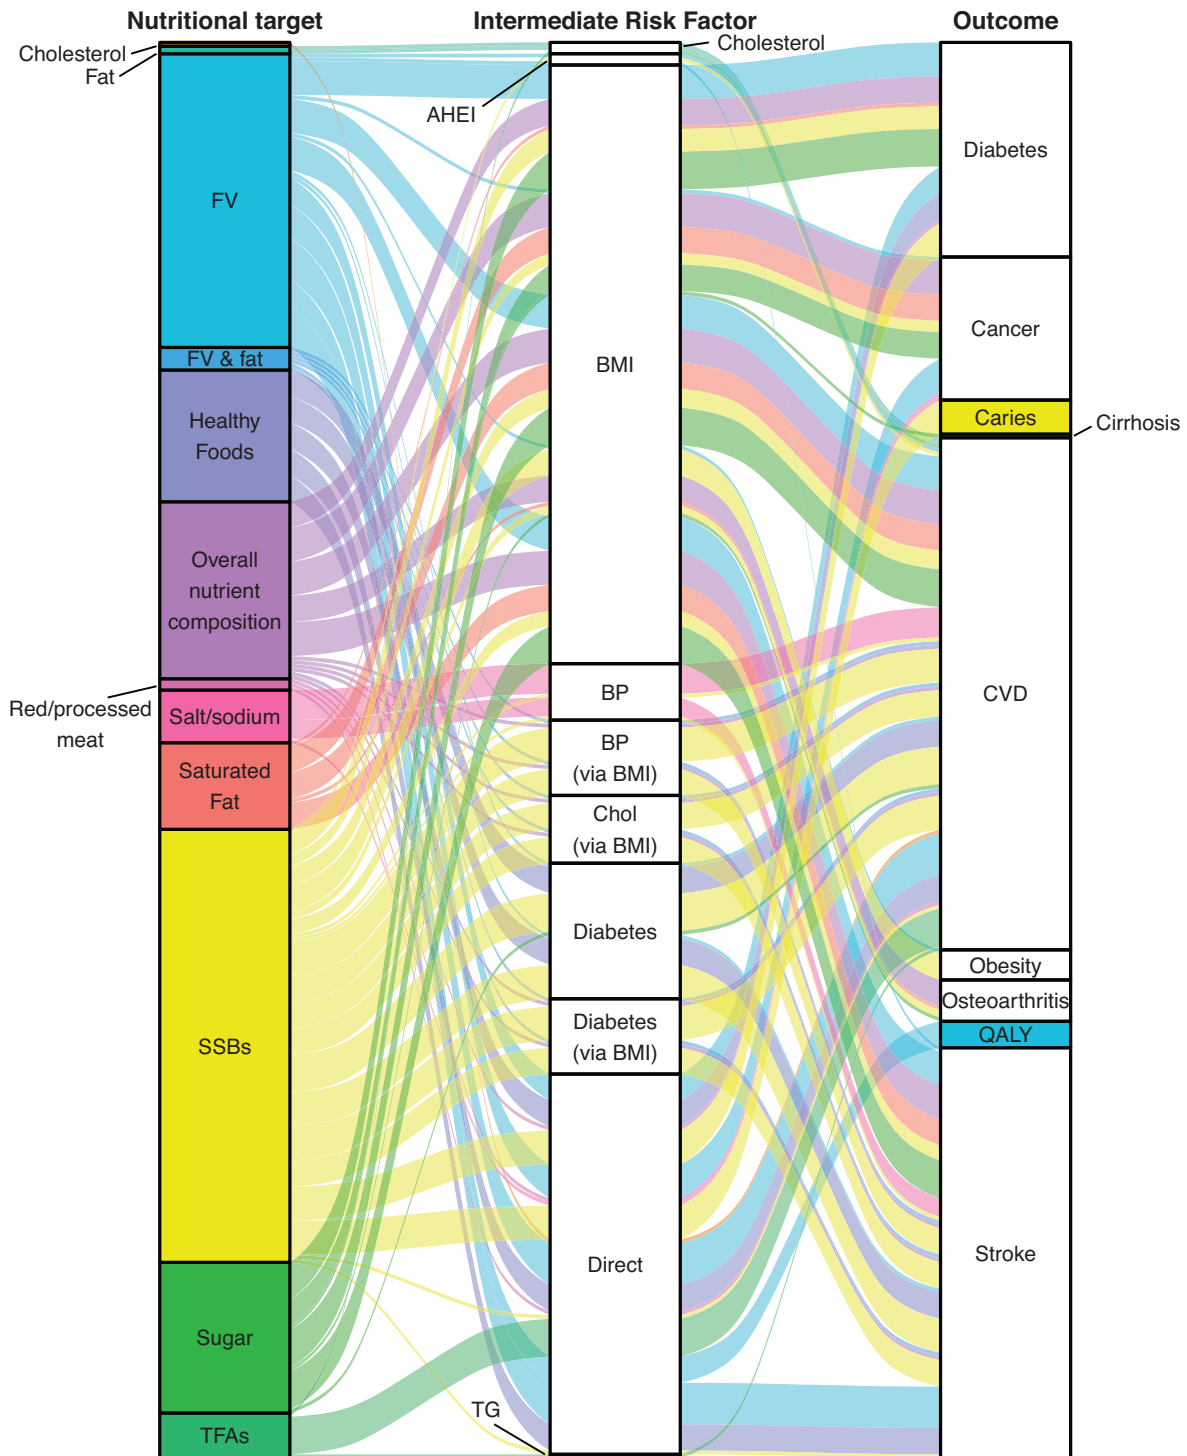 Nutritional target
Intermediate Risk Factor
Outcome
Cholesterol
Fat
FV
FV & fat
Healthy
Foods
Overall
nutrient
composition
Red/processed
meat
Salt/sodium
Saturated
Fat
SSBs
Sugar
TFAs
Cholesterol
AHEI
BMI
BP
BP
(via BMI)
Chol
(via BMI)
Diabetes
Diabetes
(via BMI)
Direct
TG
Diabetes
Cancer
Caries
Cirrhosis
CVD
Obesity
Osteoarthritis
QALY
Stroke